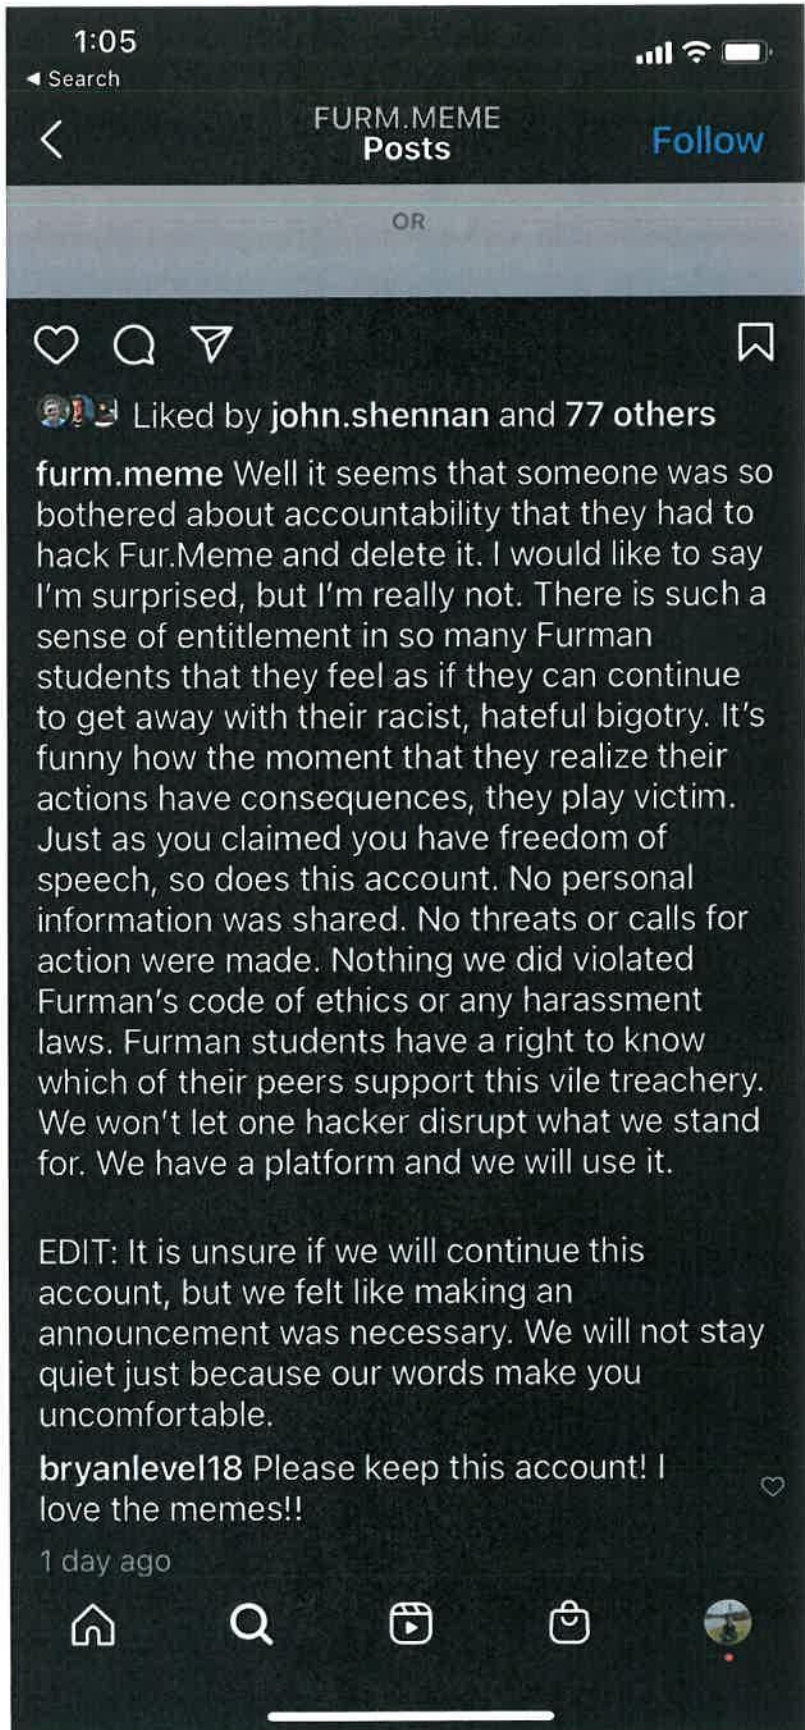 1:05
Search
FURM.MEME
Posts
Follow
OR
Liked by john.shennan and 77 others
furm.meme Well it seems that someone was so
bothered about accountability that they had to
hack Fur.Meme and delete it. I would like to say
I'm surprised, but I'm really not. There is such a
sense of entitlement in so many Furman
students that they feel as if they can continue
to get away with their racist, hateful bigotry. It's
funny how the moment that they realize their
actions have consequences, they play victim.
Just as you claimed you have freedom of
speech, so does this account. No personal
information was shared. No threats or calls for
action were made. Nothing we did violated
Furman's code of ethics or any harassment
laws. Furman students have a right to know
which of their peers support this vile treachery.
We won't let one hacker disrupt what we stand
for. We have a platform and we will use it.
EDIT: It is unsure if we will continue this
account, but we felt like making an
announcement was necessary. We will not stay
quiet just because our words make you
uncomfortable.
bryanlevel18 Please keep this account! I
love the memes!!
1 day ago